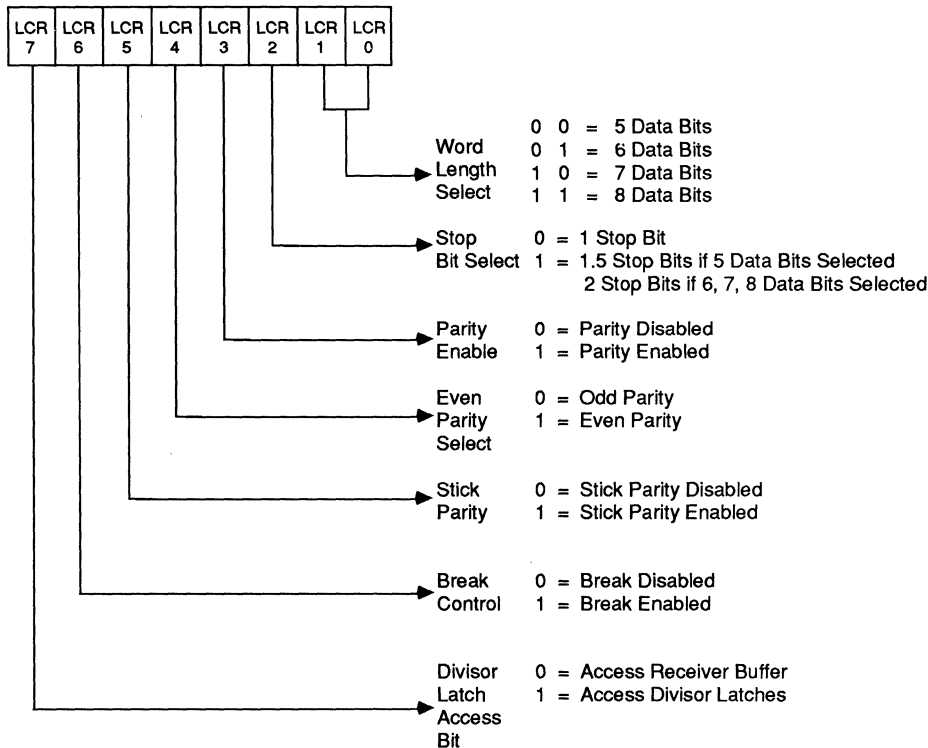 LCR 7 LCR 6 LCR 5 LCR 4 LCR 3 LCR 2 LCR 1 LCR 0
0 0 = 5 Data Bits
Word 0 1 = 6 Data Bits
Length 1 0 = 7 Data Bits
Select 1 1 = 8 Data Bits
Stop 0 = 1 Stop Bit
Bit Select 1 = 1.5 Stop Bits if 5 Data Bits Selected
2 Stop Bits if 6, 7, 8 Data Bits Selected
Parity 0 = Parity Disabled
Enable 1 = Parity Enabled
Even 0 = Odd Parity
Parity 1 = Even Parity
Select
Stick 0 = Stick Parity Disabled
Parity 1 = Stick Parity Enabled
Break 0 = Break Disabled
Control 1 = Break Enabled
Divisor 0 = Access Receiver Buffer
Latch 1 = Access Divisor Latches
Access
Bit